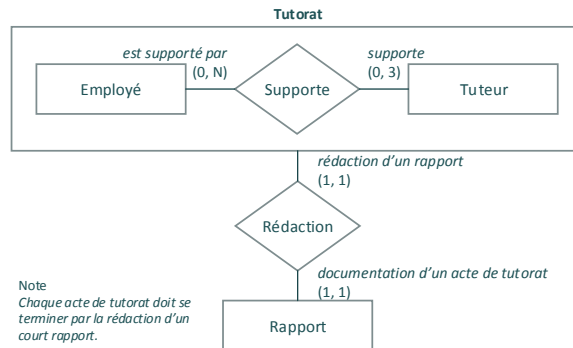 Tutorat
est supporté par
(0, N)
supporte
(0, 3)
Employé
Supporte
Tuteur
rédaction d’un rapport
(1, 1)
Rédaction
documentation d’un acte de tutorat
(1, 1)
Rapport
Note
Chaque acte de tutorat doit se
terminer par la rédaction d’un
court rapport.